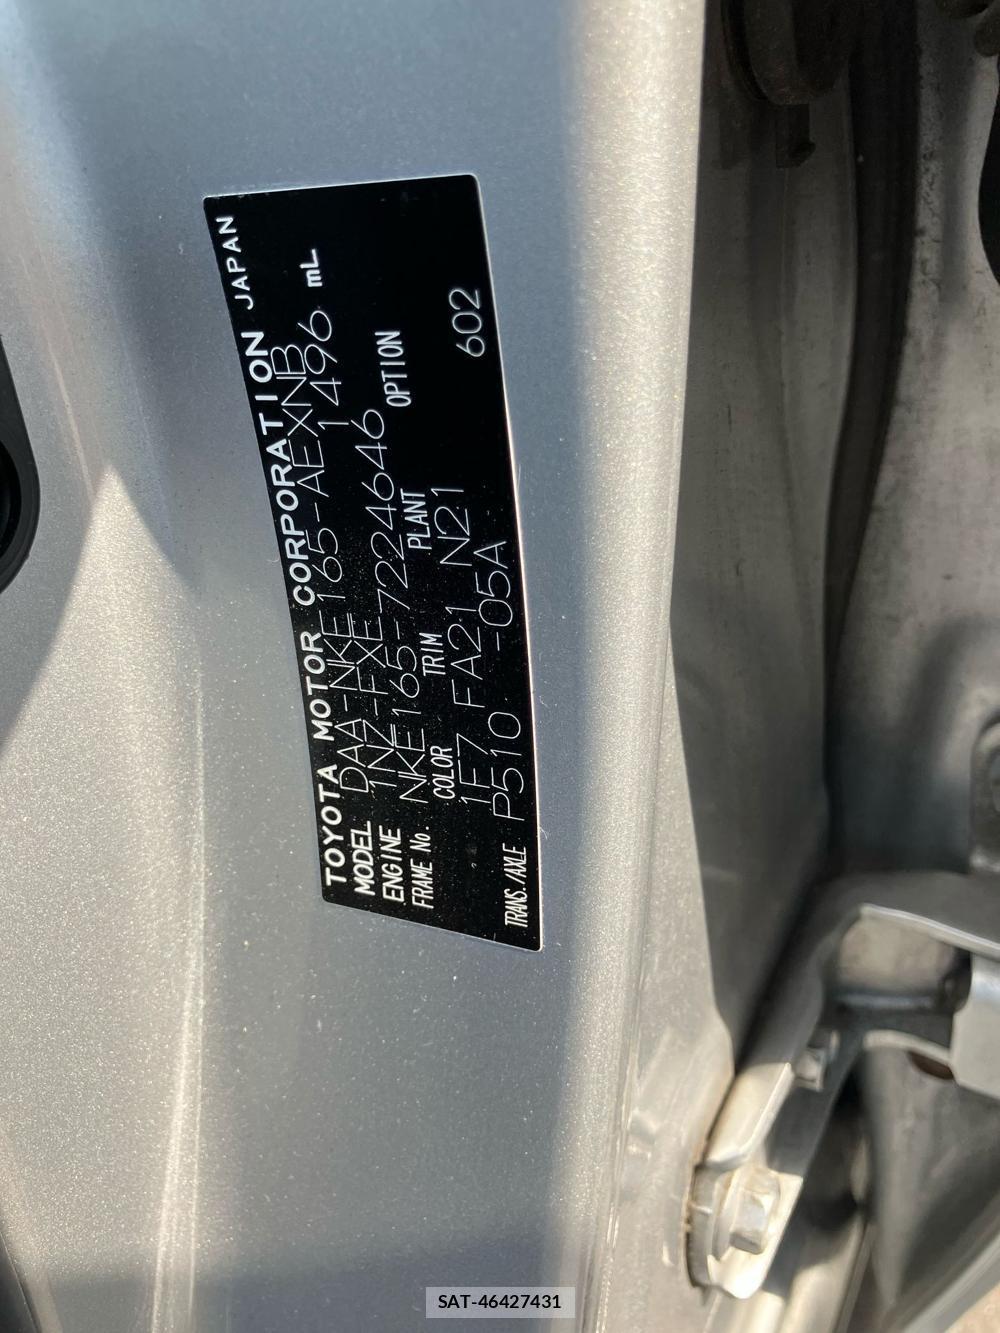 TOYOTA MOTOR CORPORATION JAPAN
MODEL DAA-NKE165-AEXNB
ENGINE 1NZ-FXE 1496 mL
FRAME No. NKE165-7224646
COLOR TRIM PLANT OPTION
1F7 FA21 N21 602
TRANS./AXLE P510 -05A
SAT-46427431